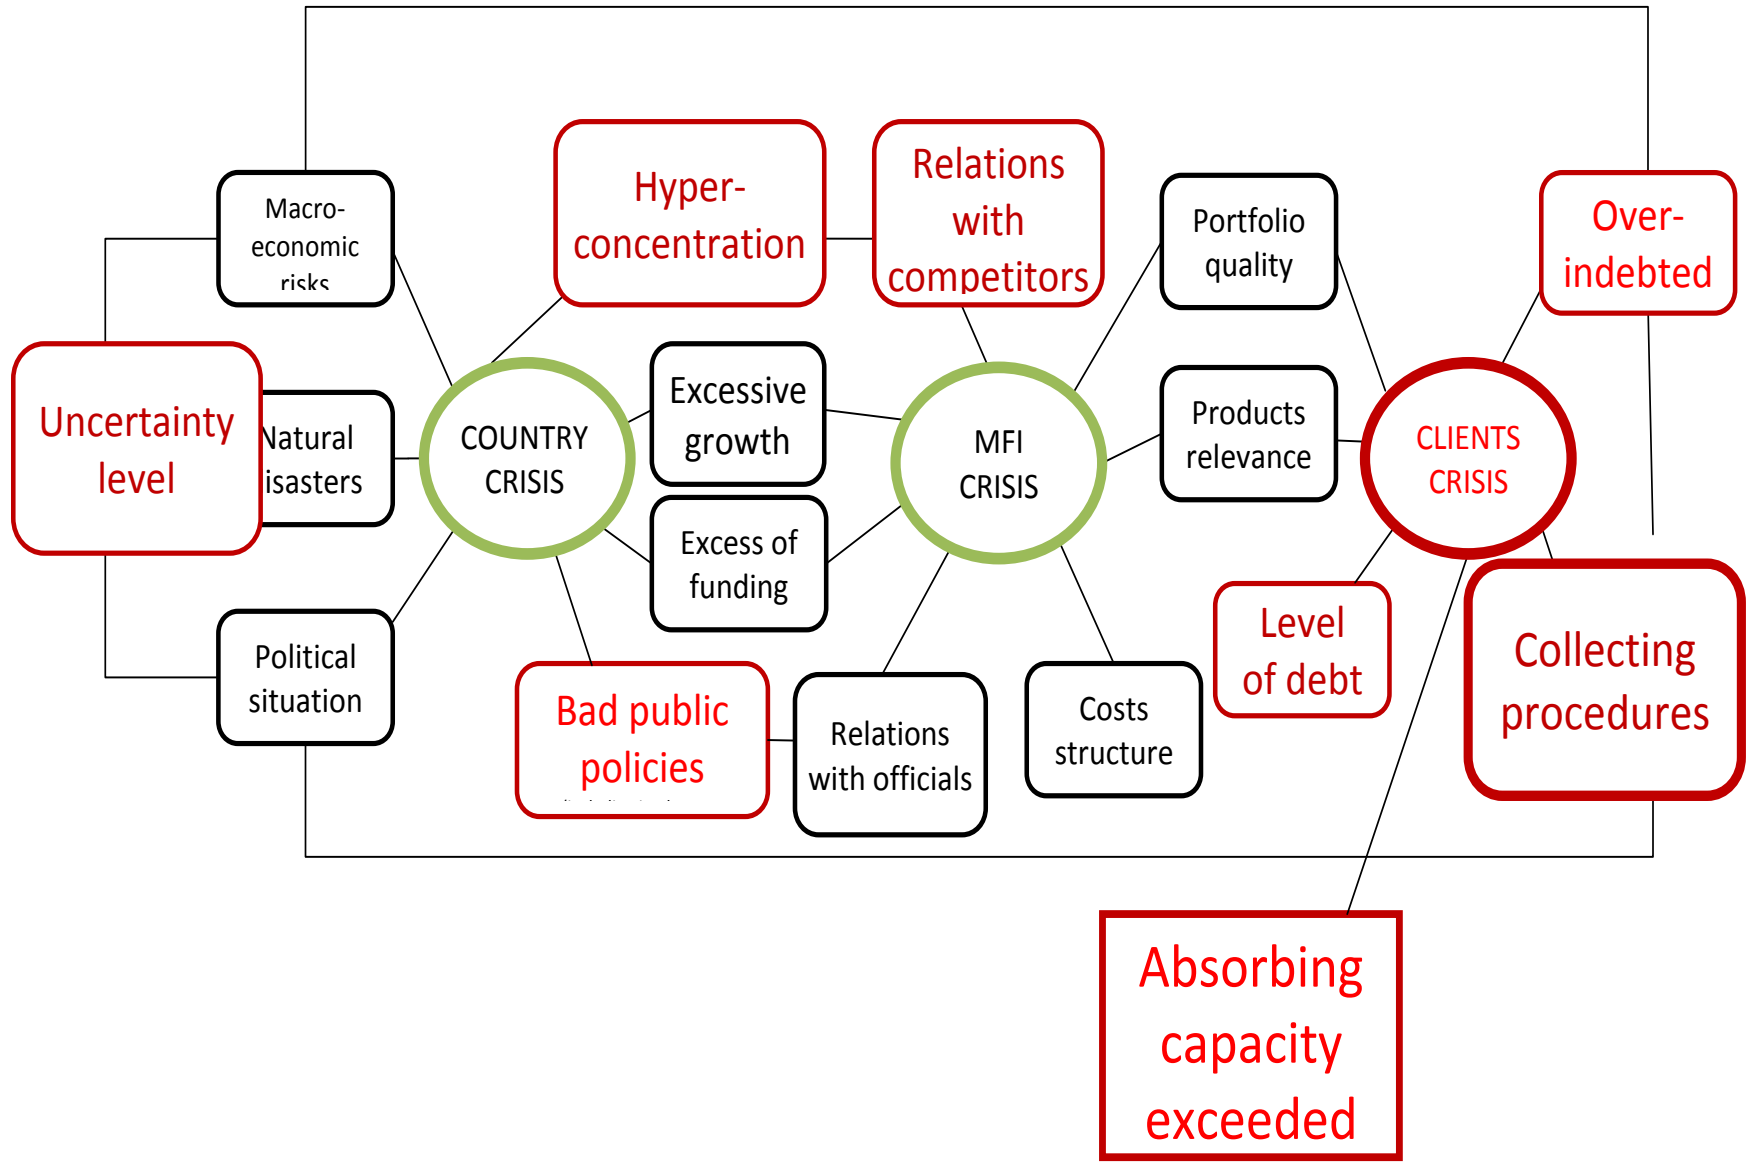 Macro-
economic
risks
Hyper-
concentration
Relations
with
competitors
Portfolio
quality
Over-
indebted
Uncertainty
level
Natural
isasters
COUNTRY
CRISIS
Excessive
growth
Excess of
funding
MFI
CRISIS
Products
relevance
CLIENTS
CRISIS
Political
situation
Bad public
policies
Relations
with officials
Costs
structure
Level
of debt
Collecting
procedures
Absorbing
capacity
exceeded